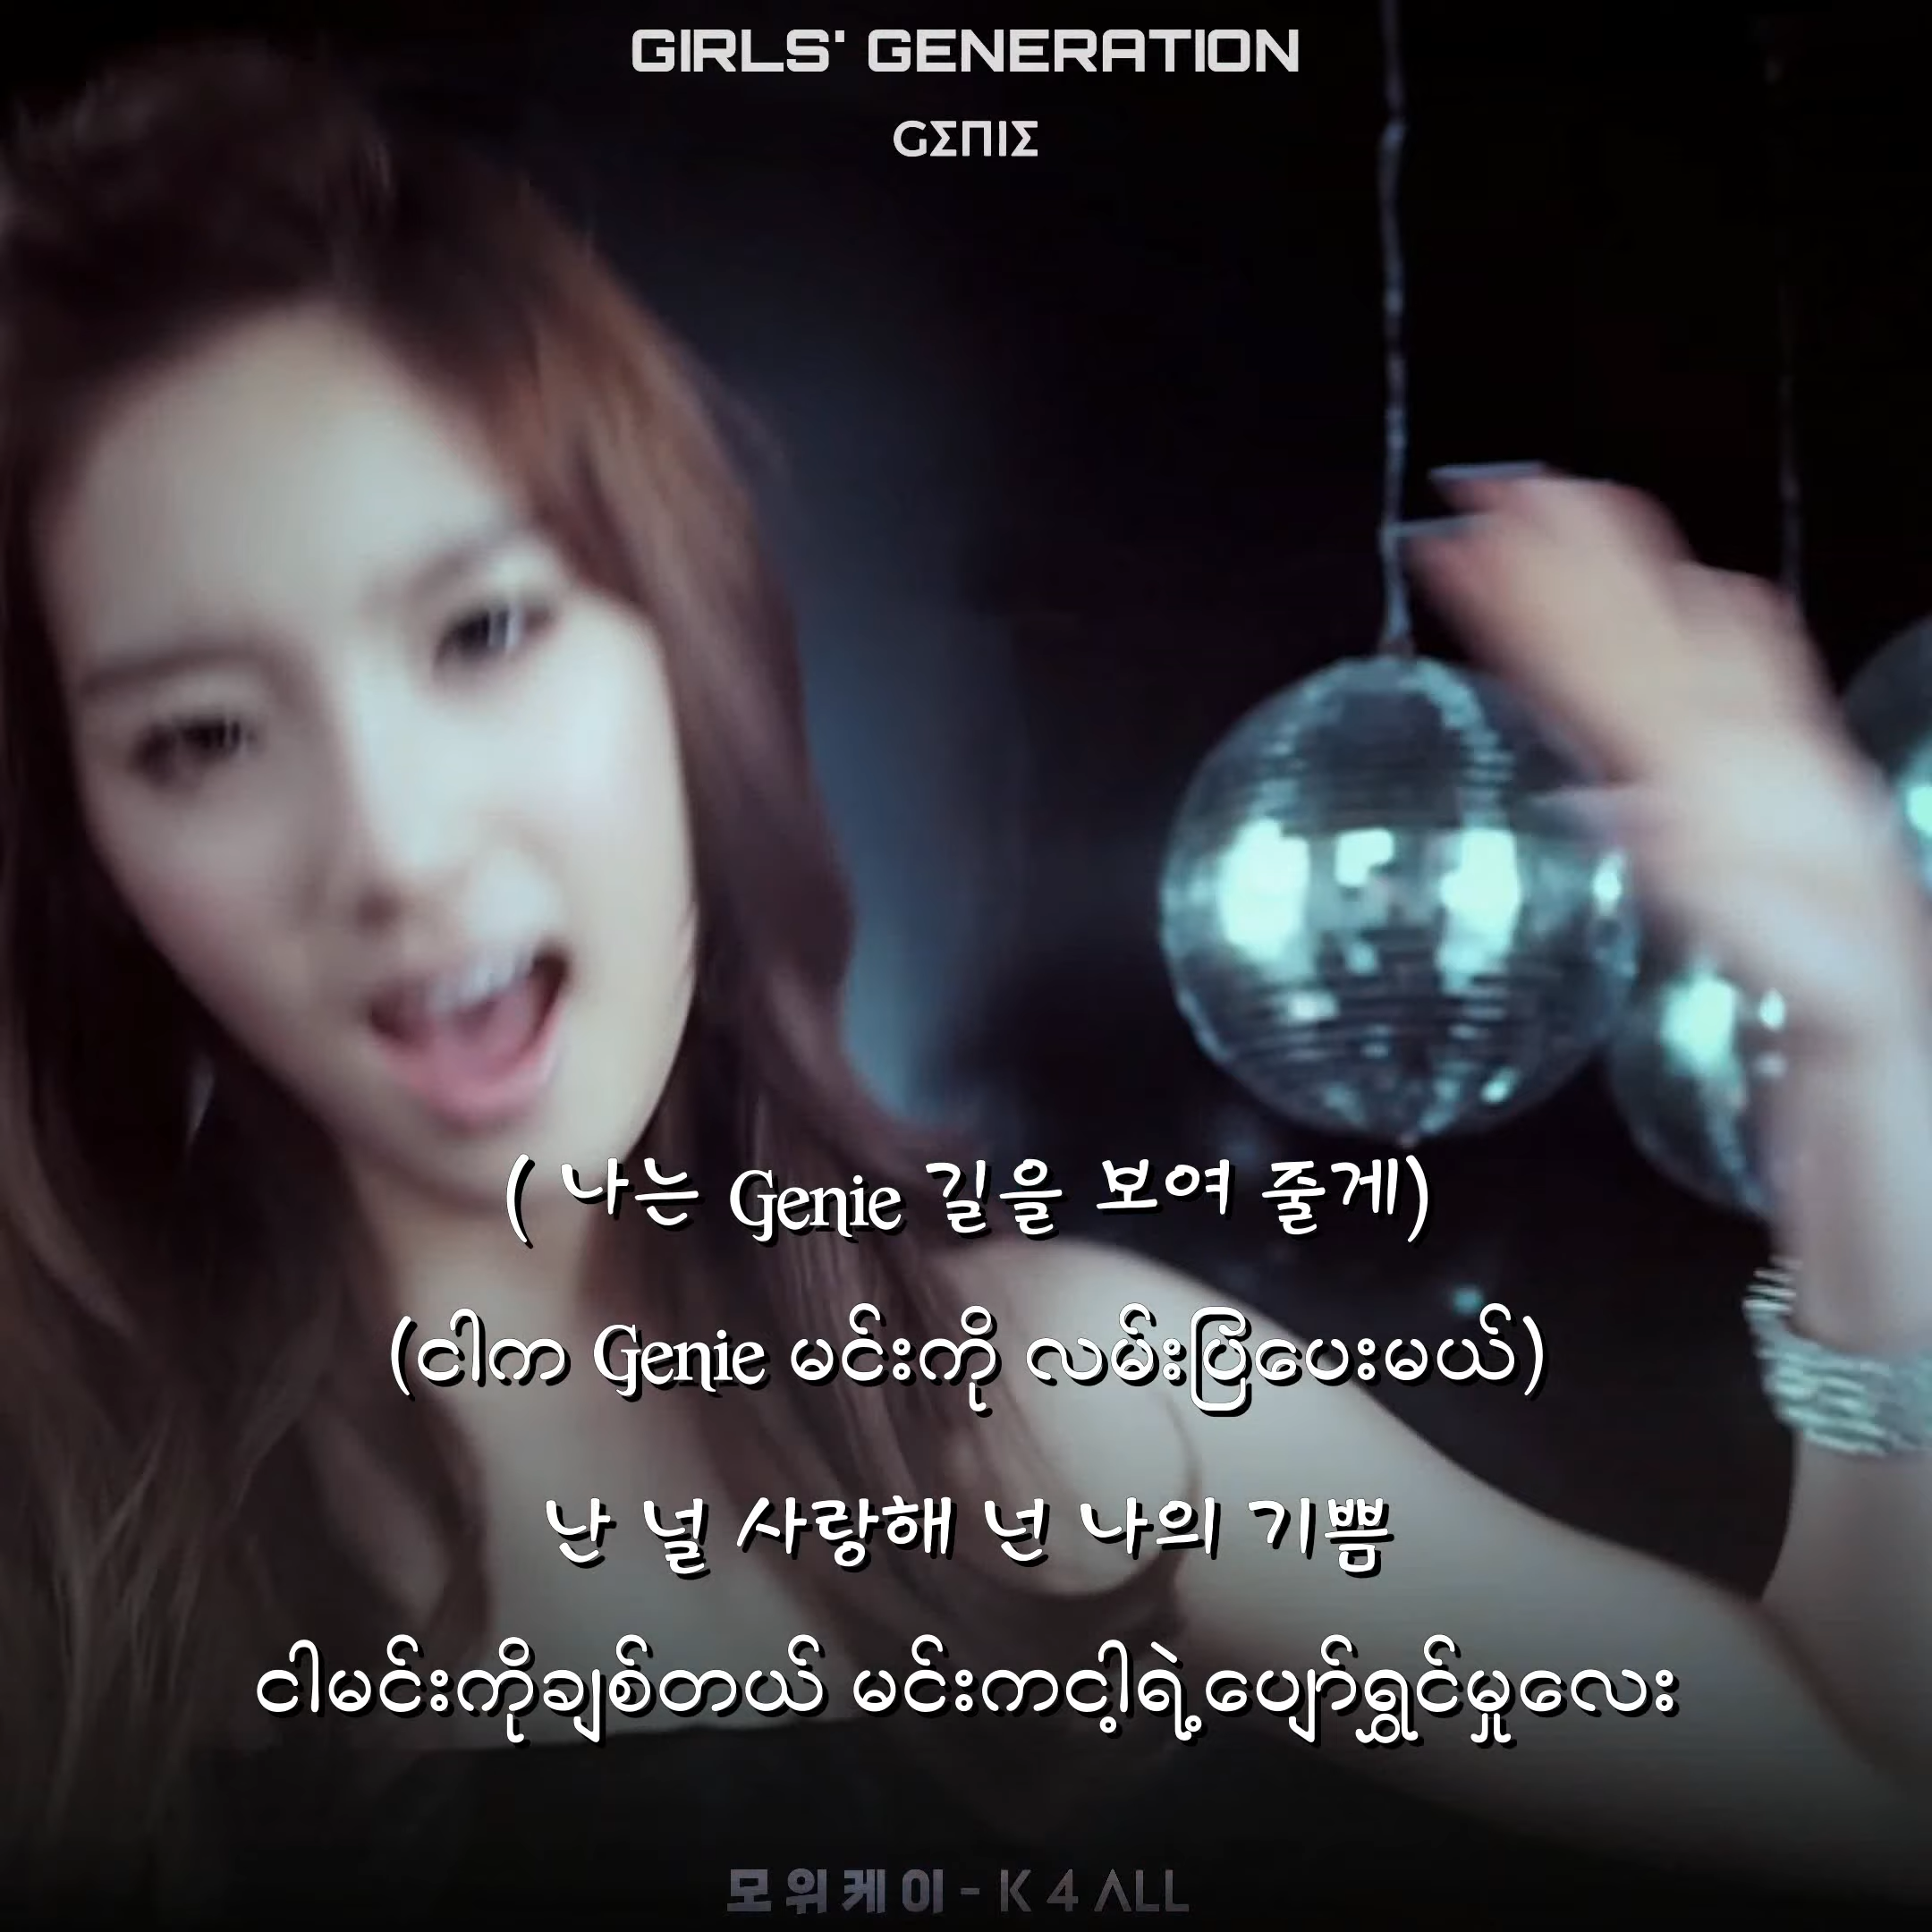 GIRLS' GENERATION
GΣПIΣ
( 나는 Genie 길을 보여 줄게)
(ငါက Genie မင်းကို လမ်းပြပေးမယ်)
난 널 사랑해 넌 나의 기쁨
ငါမင်းကိုချစ်တယ် မင်းကငါ့ရဲ့ပျော်ရွှင်မှုလေး
모위케이-K 4 ΛLL